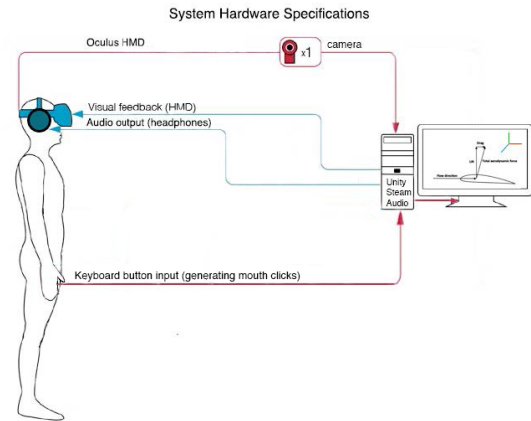 System Hardware Specifications
Oculus HMD
x1
camera
Visual feedback (HMD)
Audio output (headphones)
Unity
Steam
Audio
Drag
Lift
Total aerodynamic force
Flow direction
Keyboard button input (generating mouth clicks)